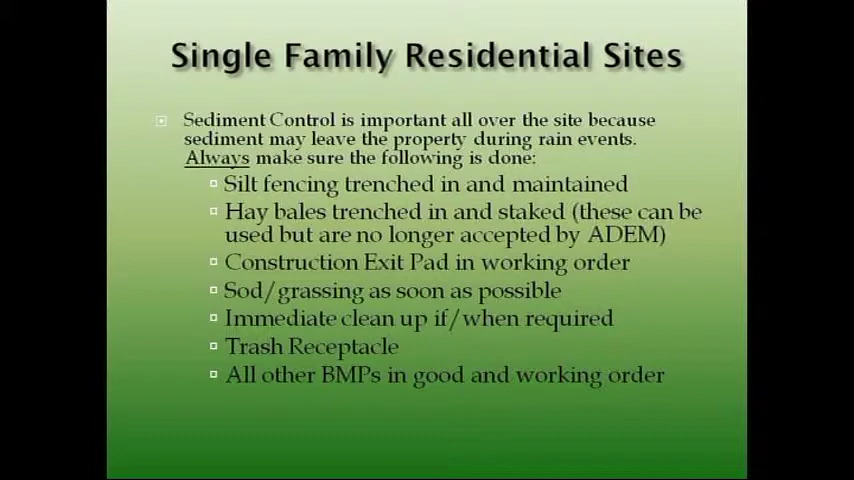 Single Family Residential Sites
Sediment Control is important all over the site because
sediment may leave the property during rain events.
Always make sure the following is done:
Silt fencing trenched in and maintained
Hay bales trenched in and staked (these can be
used but are no longer accepted by ADEM)
Construction Exit Pad in working order
Sod/grassing as soon as possible
Immediate clean up if/when required
Trash Receptacle
All other BMPs in good and working order